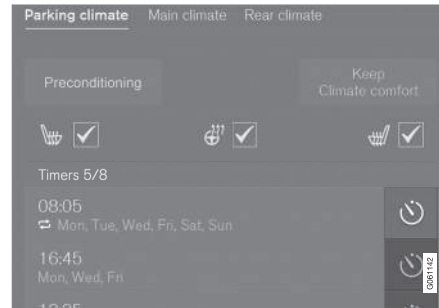 Parking climate Main climate Rear climate
Preconditioning
Keep
Climate comfort
Timers 5/8
08:05
Mon, Tue, Wed, Fri, Sat, Sun
16:45
Mon, Wed, Fri
G061142